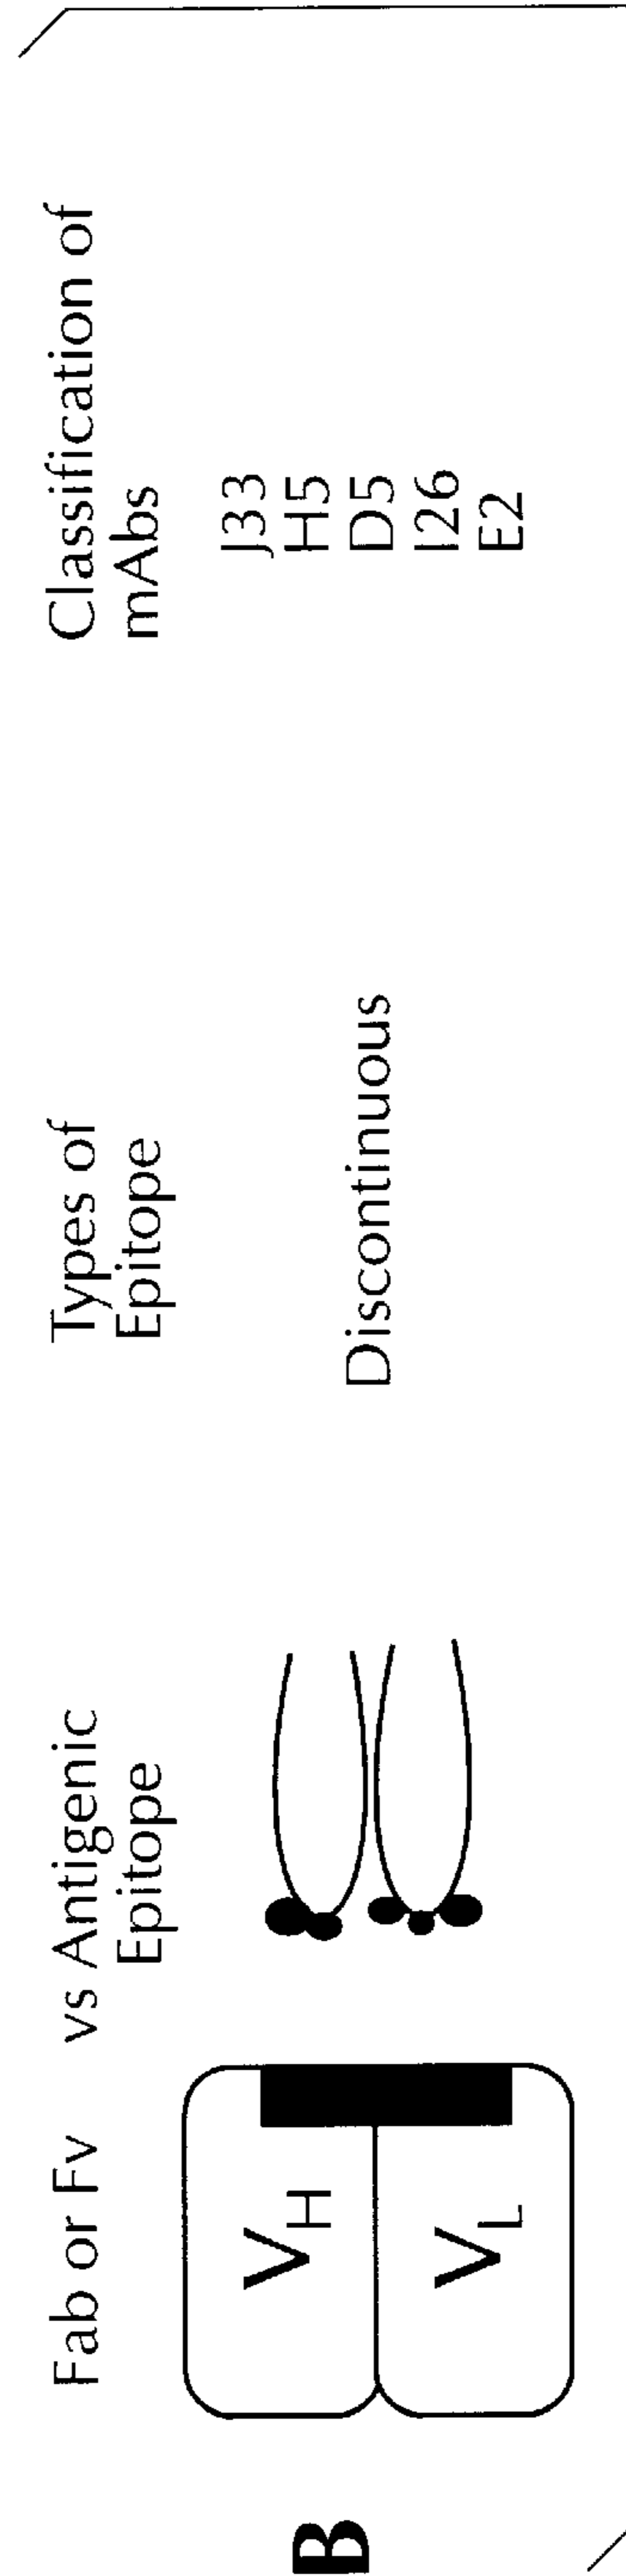 B
Fab or Fv vs Antigenic
Epitope
Types of
Epitope
Classification of
mAbs
VH
VL
Discontinuous
J33
H5
D5
I26
E2